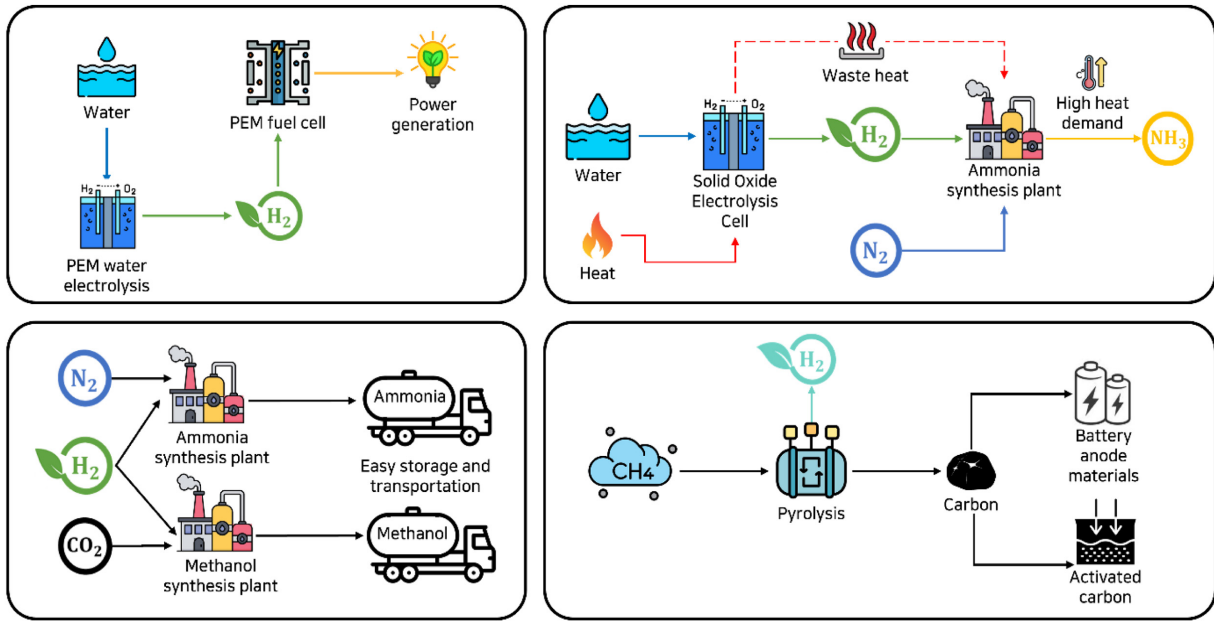 Water
PEM fuel cell
Power
generation
H₂ O₂
H₂
PEM water
electrolysis
Waste heat
High heat
demand
H₂ O₂
H₂
NH₃
Water
Solid Oxide
Electrolysis
Cell
Ammonia
synthesis plant
Heat
N₂
N₂
Ammonia
Ammonia
synthesis plant
Easy storage and
transportation
H₂
CO₂
Methanol
Methanol
synthesis plant
H₂
CH4
Pyrolysis
Carbon
Battery
anode
materials
Activated
carbon